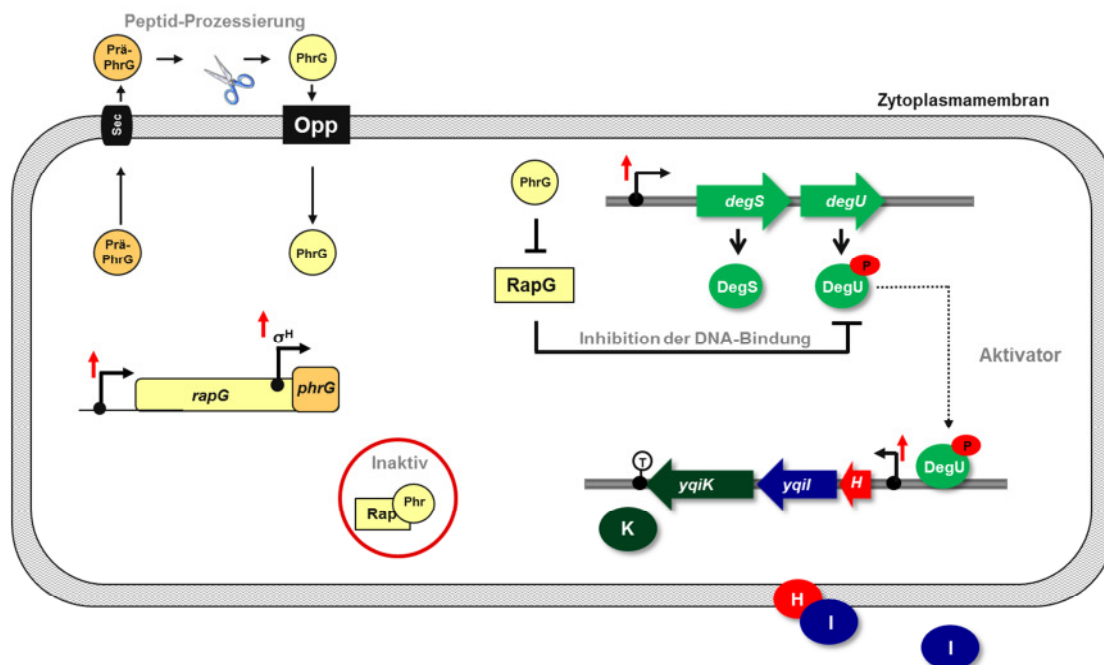 Peptid-Prozessierung
Prä-
PhrG
PhrG
Sec
Opp
Zytoplasmamembran
Prä-
PhrG
PhrG
PhrG
degS
degU
RapG
DegS
DegU
P
Inhibition der DNA-Bindung
Aktivator
σH
rapG
phrG
Inaktiv
Rap
Phr
T
yqiK
yqiI
H
DegU
P
K
H
I
I